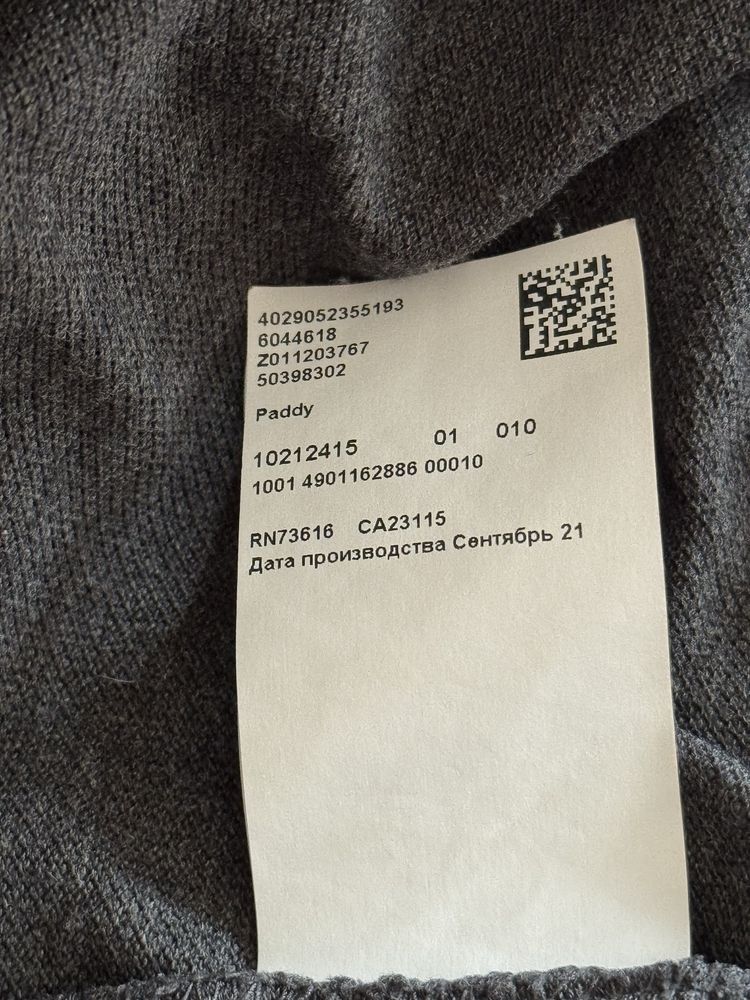 4029052355193
6044618
Z011203767
50398302
Paddy
10212415 01 010
1001 4901162886 00010
RN73616 CA23115
Дата производства Сентябрь 21